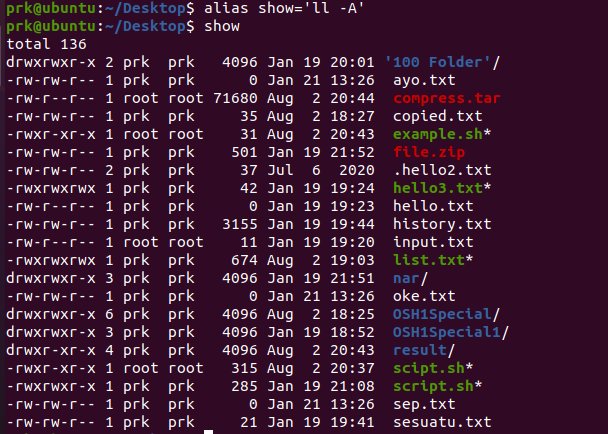 prk@ubuntu:~/Desktop$ alias show='ll -A'
prk@ubuntu:~/Desktop$ show
total 136
drwxrwxr-x 2 prk  prk   4096 Jan 19 20:01 '100 Folder'/
-rw-rw-r-- 1 prk  prk      0 Jan 21 13:26  ayo.txt
-rw-r--r-- 1 root root 71680 Aug  2 20:44  compress.tar
-rw-rw-r-- 1 prk  prk     35 Aug  2 18:27  copied.txt
-rwxr-xr-x 1 root root    31 Aug  2 20:43  example.sh*
-rw-rw-r-- 1 prk  prk    501 Jan 19 21:52  file.zip
-rw-rw-r-- 2 prk  prk     37 Jul  6  2020  .hello2.txt
-rwxrwxrwx 1 prk  prk     42 Jan 19 19:24  hello3.txt*
-rw-r--r-- 1 prk  prk      0 Jan 19 19:23  hello.txt
-rw-rw-r-- 1 prk  prk   3155 Jan 19 19:44  history.txt
-rw-r--r-- 1 root root    11 Jan 19 19:20  input.txt
-rwxrwxrwx 1 prk  prk    674 Aug  2 19:03  list.txt*
drwxrwxr-x 3 prk  prk   4096 Jan 19 21:51  nar/
-rw-rw-r-- 1 prk  prk      0 Jan 21 13:26  oke.txt
drwxrwxr-x 6 prk  prk   4096 Aug  2 18:25  OSH1Special/
drwxrwxr-x 3 prk  prk   4096 Jan 19 18:52  OSH1Special1/
drwxr-xr-x 4 prk  prk   4096 Aug  2 20:43  result/
-rwxr-xr-x 1 root root   315 Aug  2 20:37  scipt.sh*
-rwxrwxr-x 1 prk  prk    285 Jan 19 21:08  script.sh*
-rw-rw-r-- 1 prk  prk      0 Jan 21 13:26  sep.txt
-rw-rw-r-- 1 prk  prk     21 Jan 19 19:41  sesuatu.txt